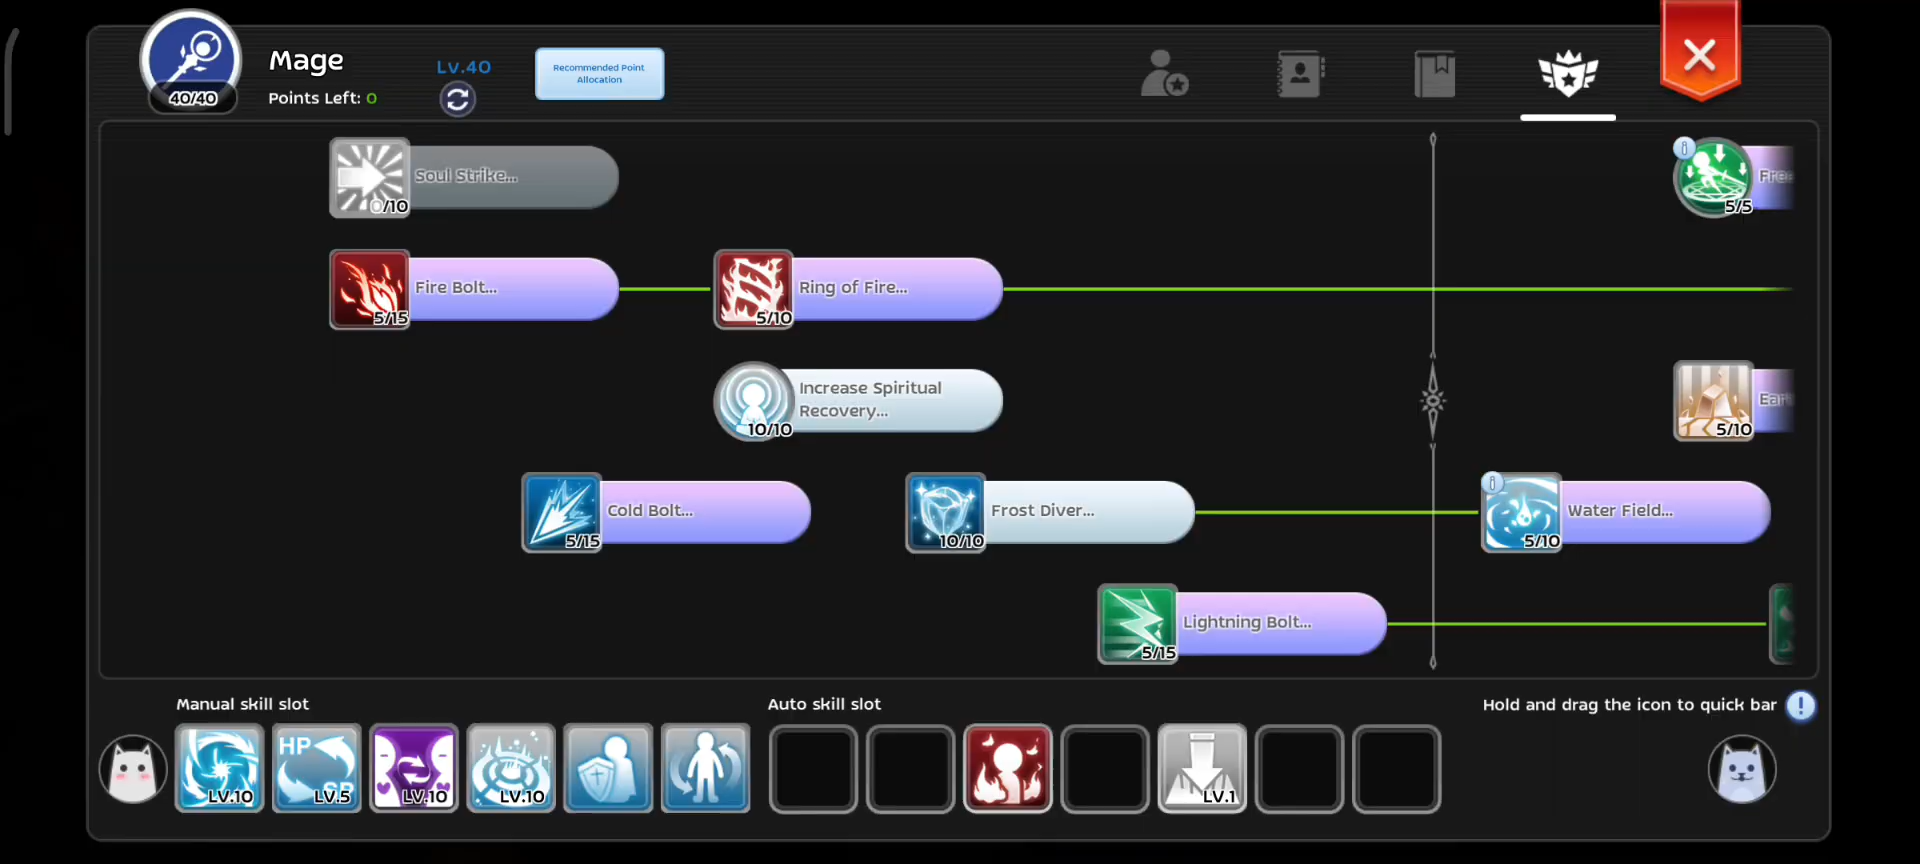 Mage
Lv.40
Recommended Point
Allocation
40/40
Points Left: 0
Soul Strike...
0/10
5/5
Fire Bolt...
5/15
Ring of Fire...
5/10
Increase Spiritual
Recovery...
10/10
5/10
Cold Bolt...
5/15
Frost Diver...
10/10
Water Field...
5/10
Lightning Bolt...
5/15
Manual skill slot
Auto skill slot
Hold and drag the icon to quick bar
LV.10
HP
SP
LV.5
LV.10
LV.10
LV.1